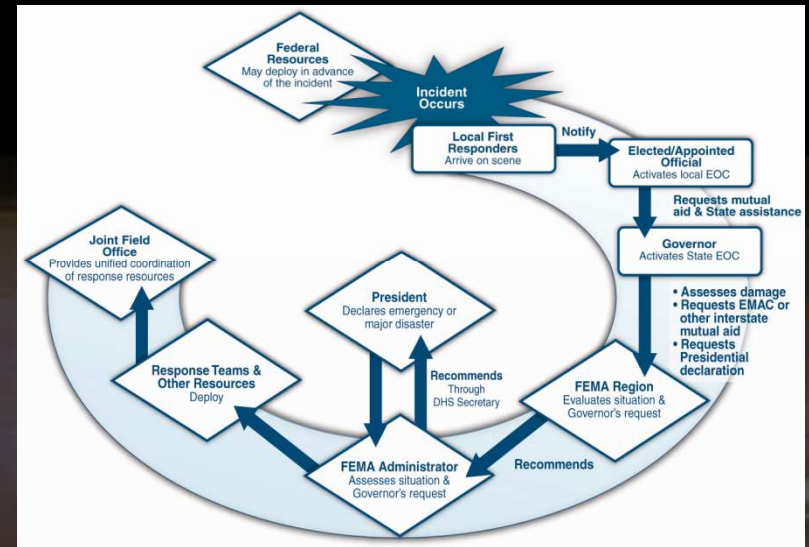 Federal
Resources
May deploy in advance
of the incident
Incident
Occurs
Local First
Responders
Arrive on scene
Notify
Elected/Appointed
Official
Activates local EOC
Requests mutual
aid & State assistance
Governor
Activates State EOC
• Assesses damage
• Requests EMAC or
other interstate
mutual aid
• Requests
Presidential
declaration
FEMA Region
Evaluates situation &
Governor's request
Recommends
FEMA Administrator
Assesses situation &
Governor's request
Recommends
Through
DHS Secretary
President
Declares emergency or
major disaster
Response Teams &
Other Resources
Deploy
Joint Field
Office
Provides unified coordination
of response resources